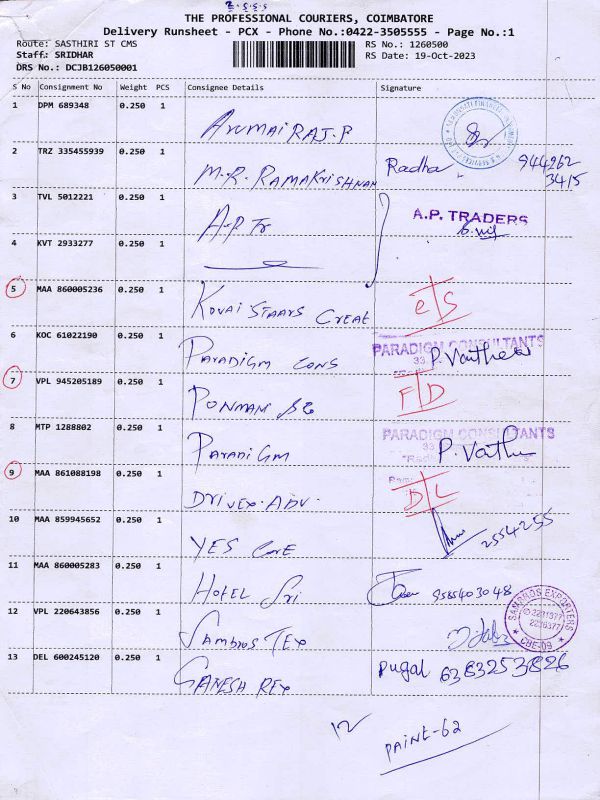 THE PROFESSIONAL COURIERS, COIMBATORE
Delivery Runsheet - PCX - Phone No.:0422-3505555 - Page No.:1
Route: SASTHIRI ST CMS
RS No.: 1260500
Staff: SRIDHAR
RS Date: 19-Oct-2023
DRS No.: DCJB126050001
S No Consignment No Weight PCS Consignee Details Signature
1 DPM 689348 0.250 1 ARUMAI RAJ.P
2 TRZ 335455939 0.250 1 M.R. RAMAKRISHNAN Radha 944262 3415
3 TVL 5012221 0.250 1 A.P.Tr A.P. TRADERS
4 KVT 2933277 0.250 1
5 MAA 860005236 0.250 1 KOVAI STAARS CREAT
6 KOC 61022190 0.250 1 PARADIGM CONS PARADIGM CONSULTANTS
7 VPL 945205189 0.250 1 PONMANI F D
8 MTP 1288802 0.250 1 PARADIGM PARADIGM CONSULTANTS
9 MAA 861088198 0.250 1 DRIVEX.ADV. D L
10 MAA 859945652 0.250 1 YES CARE 2554255
11 MAA 860005283 0.250 1 HOTEL Sri 9585403048
12 VPL 220643856 0.250 1 SAMBROS TEX SAMBROS EXPORTERS CBE-09
13 DEL 600245120 0.250 1 GANESH REX Pugal 6383253826
12
PAINT-62